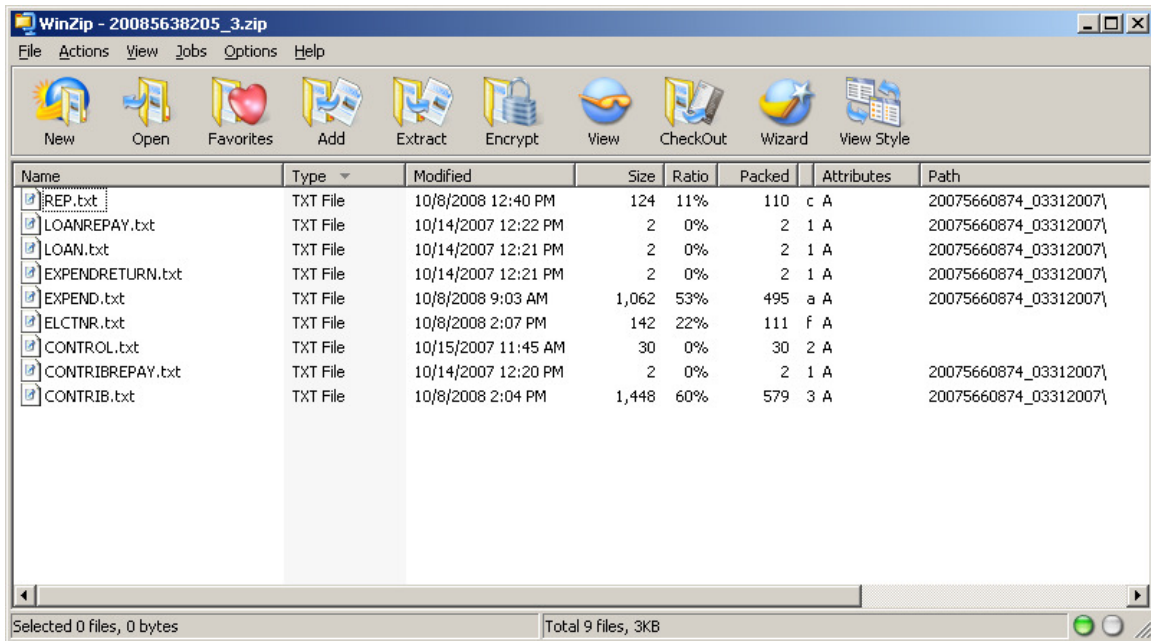 WinZip - 20085638205_3.zip
File Actions View Jobs Options Help
New Open Favorites Add Extract Encrypt View CheckOut Wizard View Style
Name Type Modified Size Ratio Packed Attributes Path
REP.txt TXT File 10/8/2008 12:40 PM 124 11% 110 c A 20075660874_03312007\
LOANREPAY.txt TXT File 10/14/2007 12:22 PM 2 0% 2 1 A 20075660874_03312007\
LOAN.txt TXT File 10/14/2007 12:21 PM 2 0% 2 1 A 20075660874_03312007\
EXPENDRETURN.txt TXT File 10/14/2007 12:21 PM 2 0% 2 1 A 20075660874_03312007\
EXPEND.txt TXT File 10/8/2008 9:03 AM 1,062 53% 495 a A 20075660874_03312007\
ELCTNR.txt TXT File 10/8/2008 2:07 PM 142 22% 111 f A
CONTROL.txt TXT File 10/15/2007 11:45 AM 30 0% 30 2 A
CONTRIBREPAY.txt TXT File 10/14/2007 12:20 PM 2 0% 2 1 A 20075660874_03312007\
CONTRIB.txt TXT File 10/8/2008 2:04 PM 1,448 60% 579 3 A 20075660874_03312007\
Selected 0 files, 0 bytes Total 9 files, 3KB